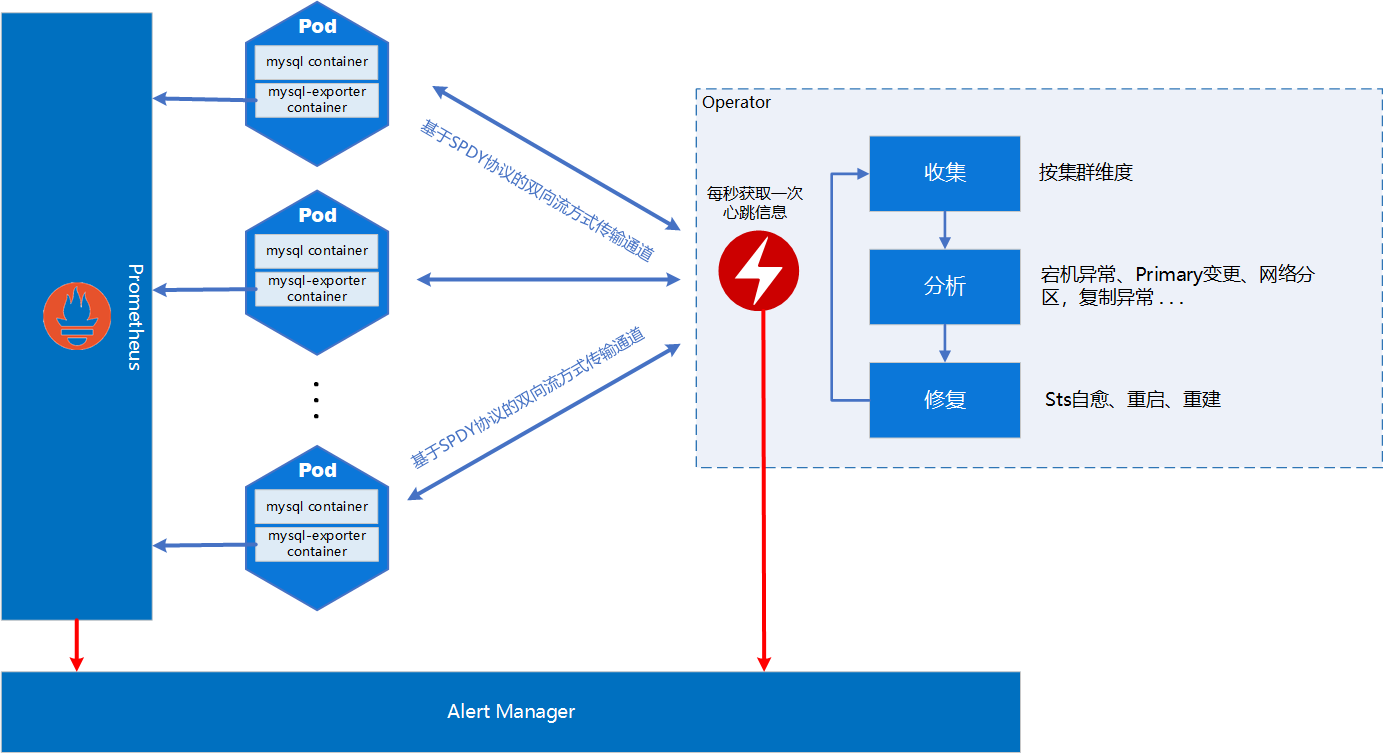 Prometheus
Pod
mysql container
mysql-exporter
container
Pod
mysql container
mysql-exporter
container
Pod
mysql container
mysql-exporter
container
基于SPDY协议的双向流方式传输通道
基于SPDY协议的双向流方式传输通道
Operator
每秒获取一次
心跳信息
收集
按集群维度
分析
宕机异常、Primary变更、网络分
区，复制异常 . . .
修复
Sts自愈、重启、重建
Alert Manager